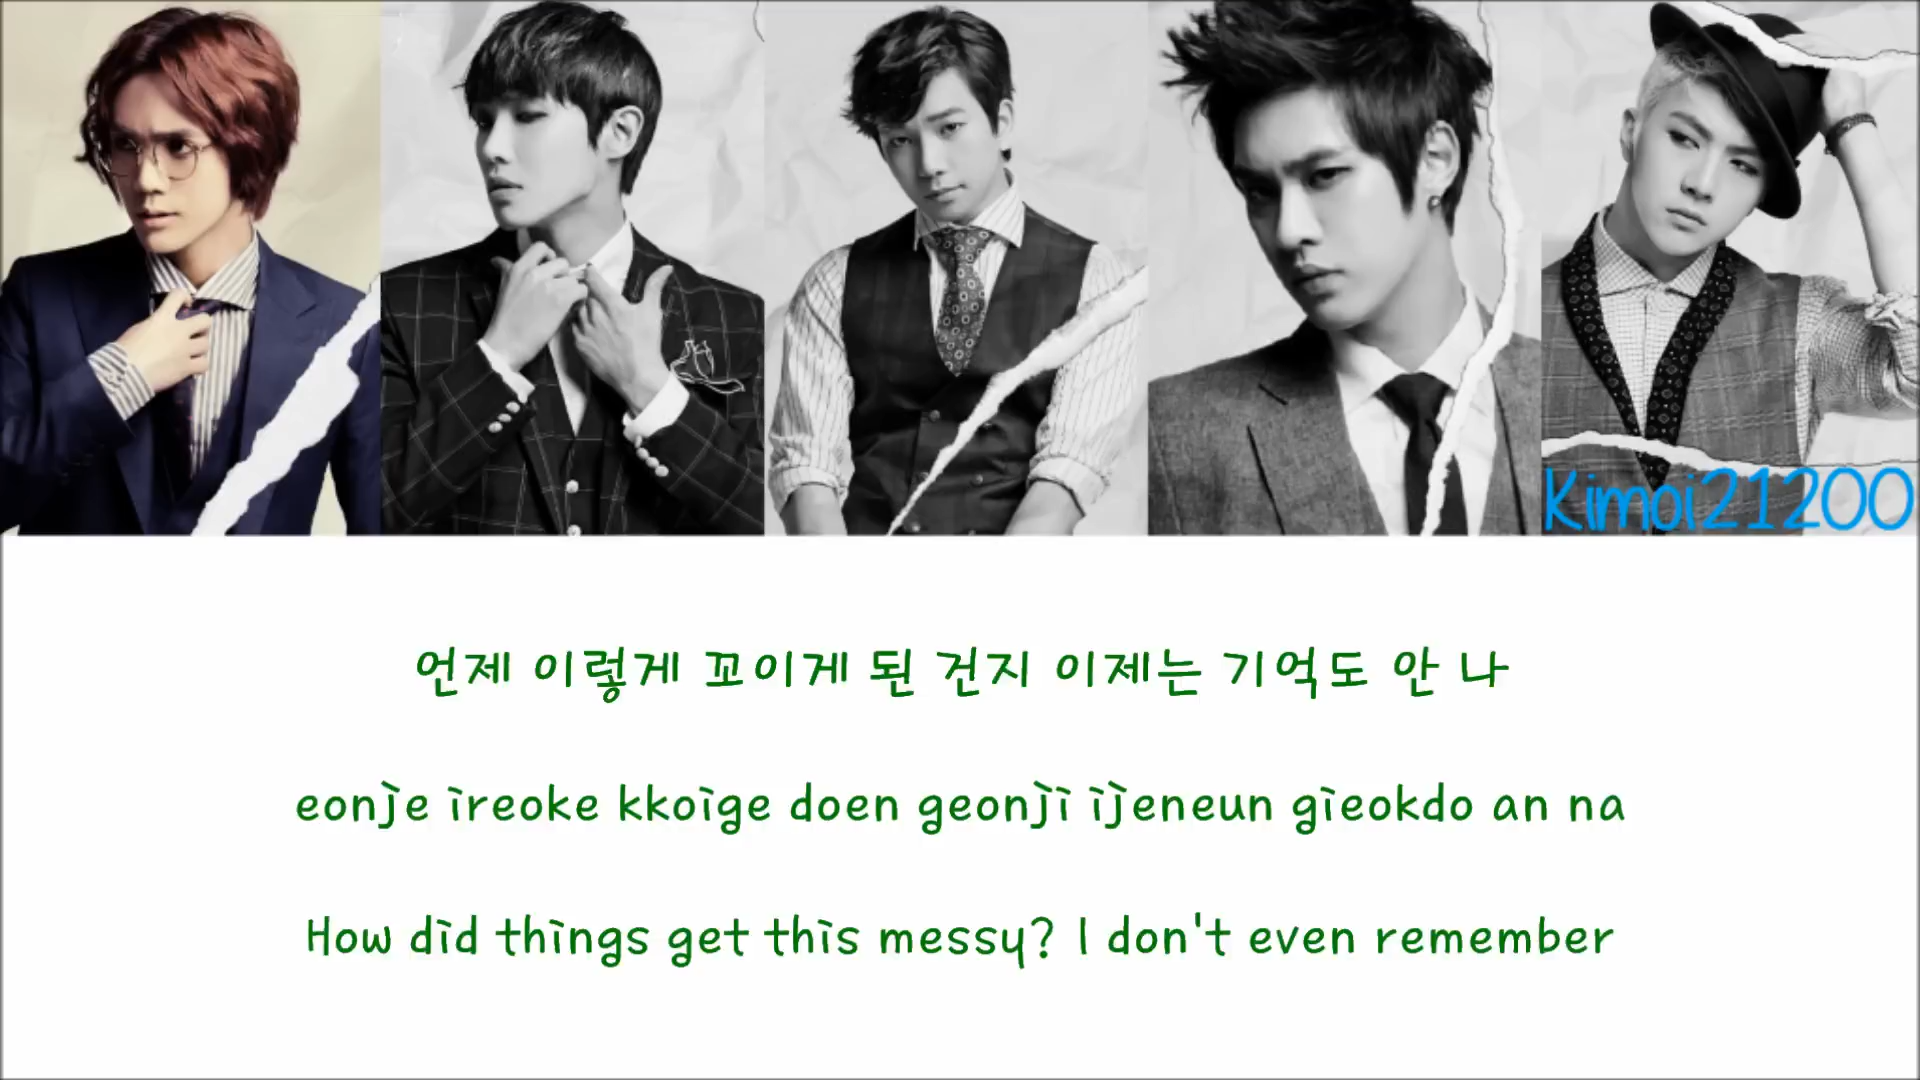 Kimoi21200
언제 이렇게 꼬이게 된 건지 이제는 기억도 안 나
eonje ireoke kkoige doen geonji ijeneun gieokdo an na
How did things get this messy? I don't even remember